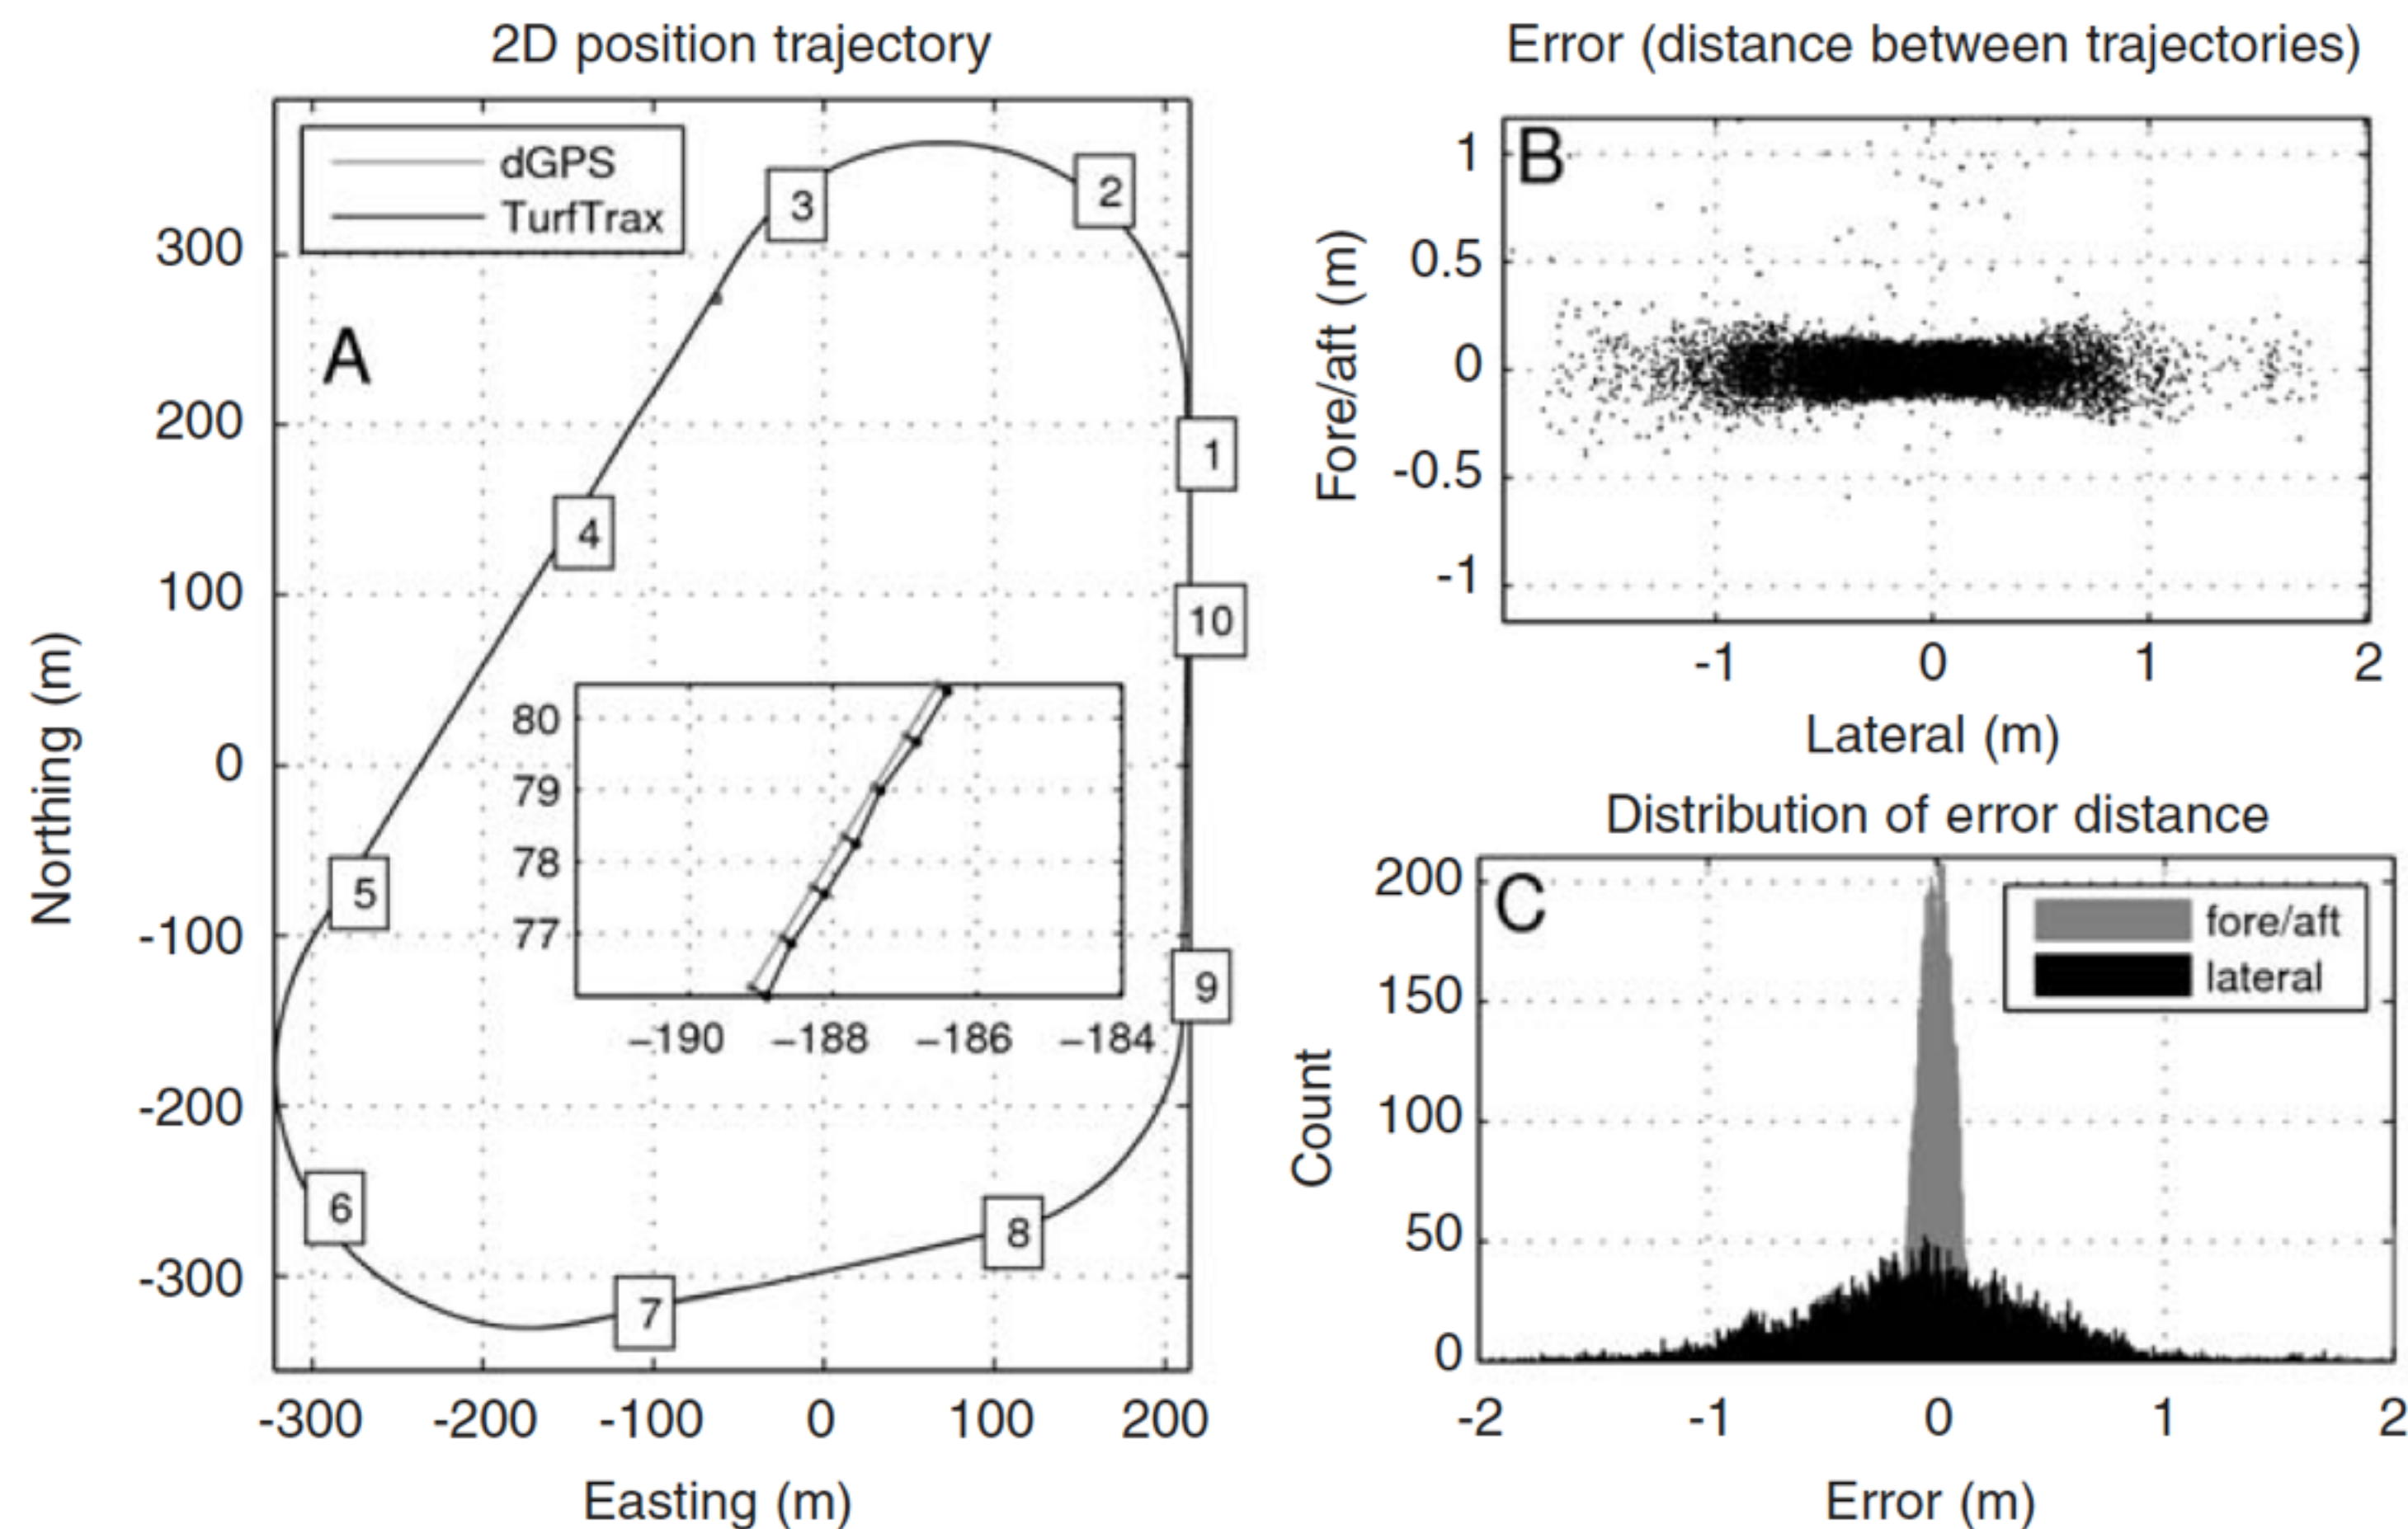 2D position trajectory
dGPS
TurfTrax
A
3
2
1
4
10
5
9
6
8
7
300
200
100
0
-100
-200
-300
Northing (m)
-300 -200 -100 0 100 200
Easting (m)
80
79
78
77
–190 –188 –186 –184
Error (distance between trajectories)
B
1
0.5
0
-0.5
-1
Fore/aft (m)
-1 0 1 2
Lateral (m)
Distribution of error distance
C
fore/aft
lateral
200
150
100
50
0
Count
-2 -1 0 1 2
Error (m)